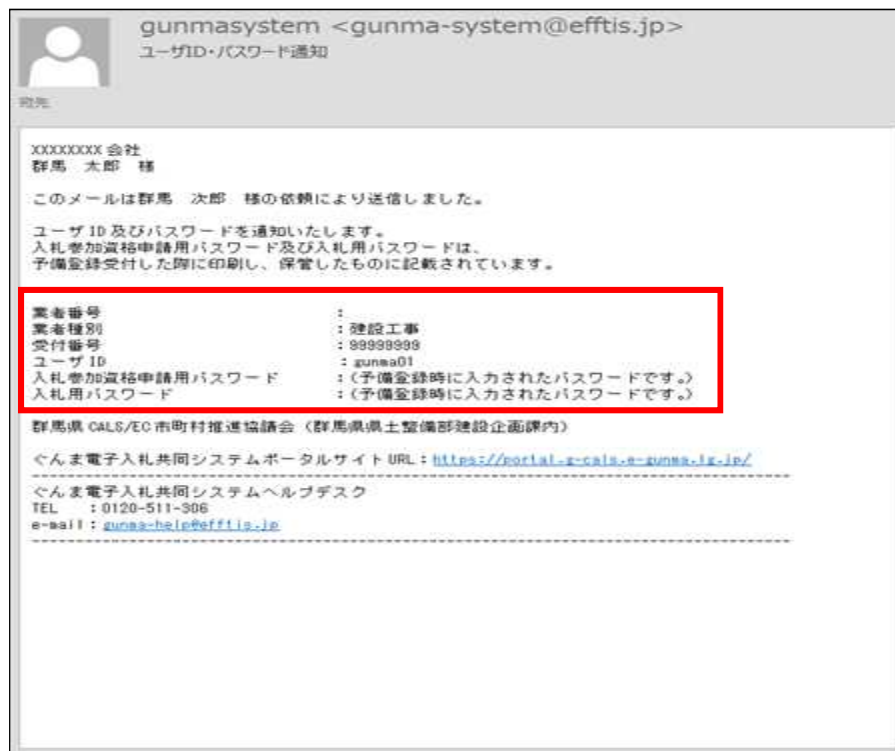 gunmasystem <gunma-system@efftis.jp>
ユーザID・パスワード通知
宛先
XXXXXXXX 会社
群馬　太郎　様
このメールは群馬　次郎　様の依頼により送信しました。
ユーザ ID 及びパスワードを通知いたします。
入札参加資格申請用パスワード及び入札用パスワードは、
予備登録受付した際に印刷し、保管したものに記載されています。
業者番号　：
業者種別　：建設工事
受付番号　：99999999
ユーザ ID　：gunma01
入札参加資格申請用パスワード　：（予備登録時に入力されたパスワードです。）
入札用パスワード　：（予備登録時に入力されたパスワードです。）
群馬県 CALS/EC 市町村推進協議会（群馬県県土整備部建設企画課内）
ぐんま電子入札共同システムポータルサイト URL：https://portal.g-cals.e-gunma.lg.jp/
ぐんま電子入札共同システムヘルプデスク
TEL　：0120-511-306
e-mail：gunma-help@efftis.jp